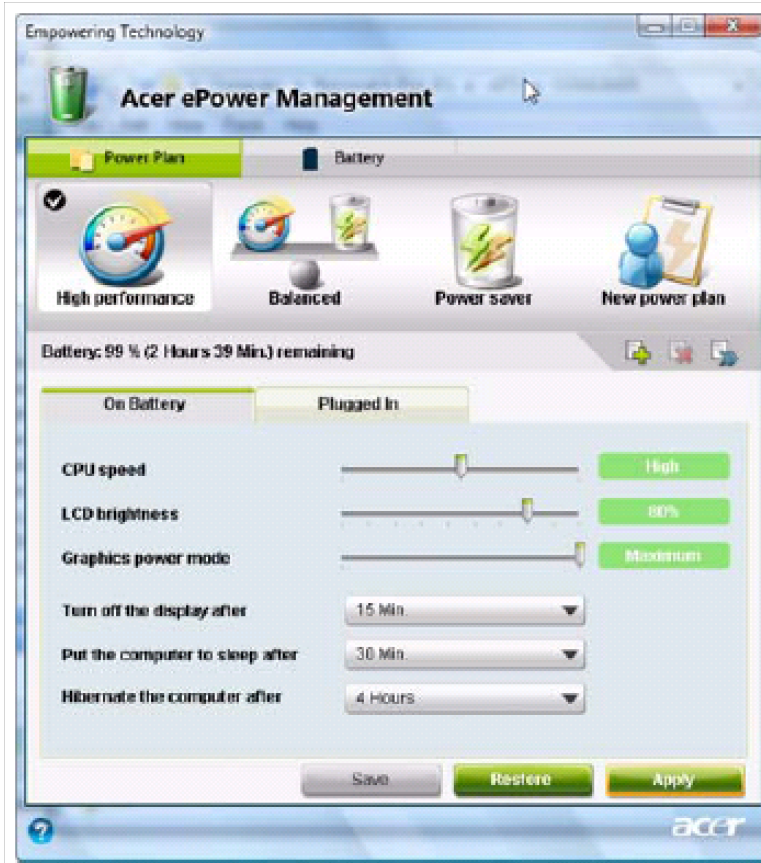 Empowering Technology
Acer ePower Management
Power Plan
Battery
High performance
Balanced
Power saver
New power plan
Battery: 99 % (2 Hours 39 Min.) remaining
On Battery
Plugged In
CPU speed
High
LCD brightness
80%
Graphics power mode
Maximum
Turn off the display after
15 Min.
Put the computer to sleep after
30 Min.
Hibernate the computer after
4 Hours
Save
Restore
Apply
acer